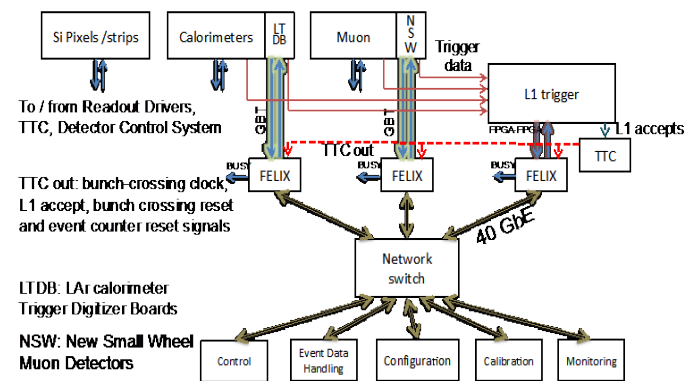 Si Pixels /strips
Calorimeters
LT
DB
Muon
N
S
W
Trigger
data
L1 trigger
To / from Readout Drivers,
TTC, Detector Control System
GBT
GBT
FPGA-FPGA
L1 accepts
TTC out
TTC
BUSY
FELIX
BUSY
FELIX
BUSY
FELIX
TTC out: bunch-crossing clock,
L1 accept, bunch crossing reset
and event counter reset signals
40 GbE
Network
switch
LTDB: LAr calorimeter
Trigger Digitizer Boards
NSW: New Small Wheel
Muon Detectors
Control
Event Data
Handling
Configuration
Calibration
Monitoring